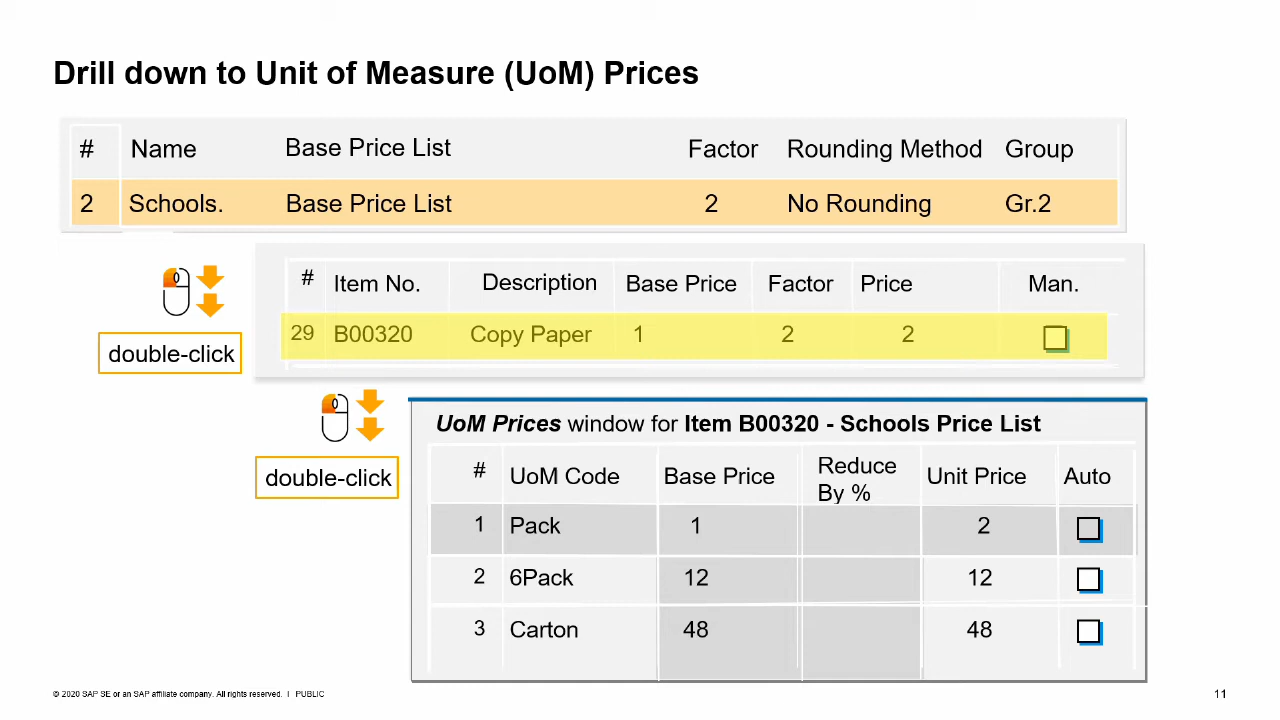 Drill down to Unit of Measure (UoM) Prices
# Name Base Price List Factor Rounding Method Group
2 Schools. Base Price List 2 No Rounding Gr.2
# Item No. Description Base Price Factor Price Man.
29 B00320 Copy Paper 1 2 2
double-click
UoM Prices window for Item B00320 - Schools Price List
double-click
# UoM Code Base Price Reduce By % Unit Price Auto
1 Pack 1 2
2 6Pack 12 12
3 Carton 48 48
© 2020 SAP SE or an SAP affiliate company. All rights reserved. I PUBLIC
11